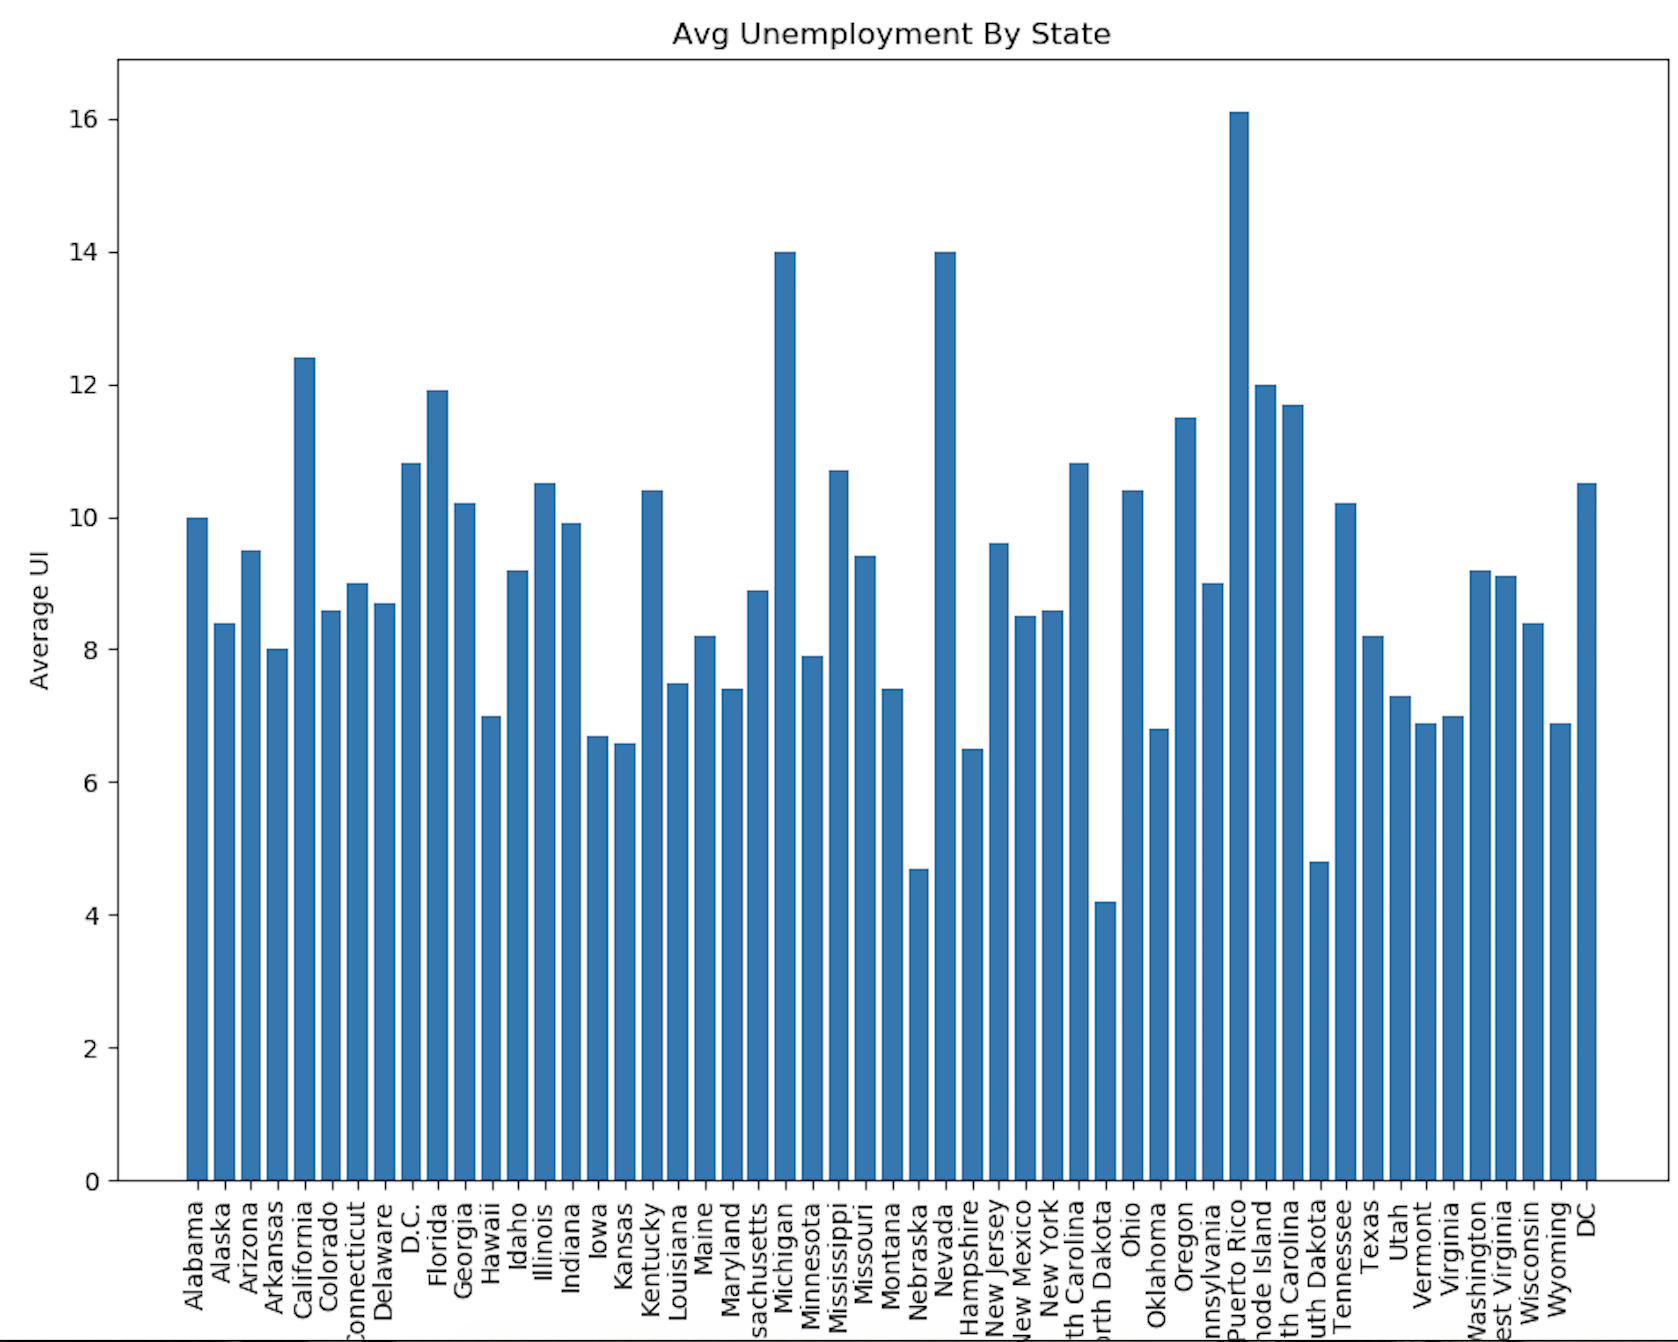 Avg Unemployment By State
16
14
12
10
8
6
4
2
0
Average UI
Alabama
Alaska
Arizona
Arkansas
California
Colorado
Connecticut
Delaware
D.C.
Florida
Georgia
Hawaii
Idaho
Illinois
Indiana
Iowa
Kansas
Kentucky
Louisiana
Maine
Maryland
sachusetts
Michigan
Minnesota
Mississippi
Missouri
Montana
Nebraska
Nevada
Hampshire
New Jersey
New Mexico
New York
th Carolina
orth Dakota
Ohio
Oklahoma
Oregon
nnsylvania
Puerto Rico
hode Island
th Carolina
uth Dakota
Tennessee
Texas
Utah
Vermont
Virginia
Washington
est Virginia
Wisconsin
Wyoming
DC